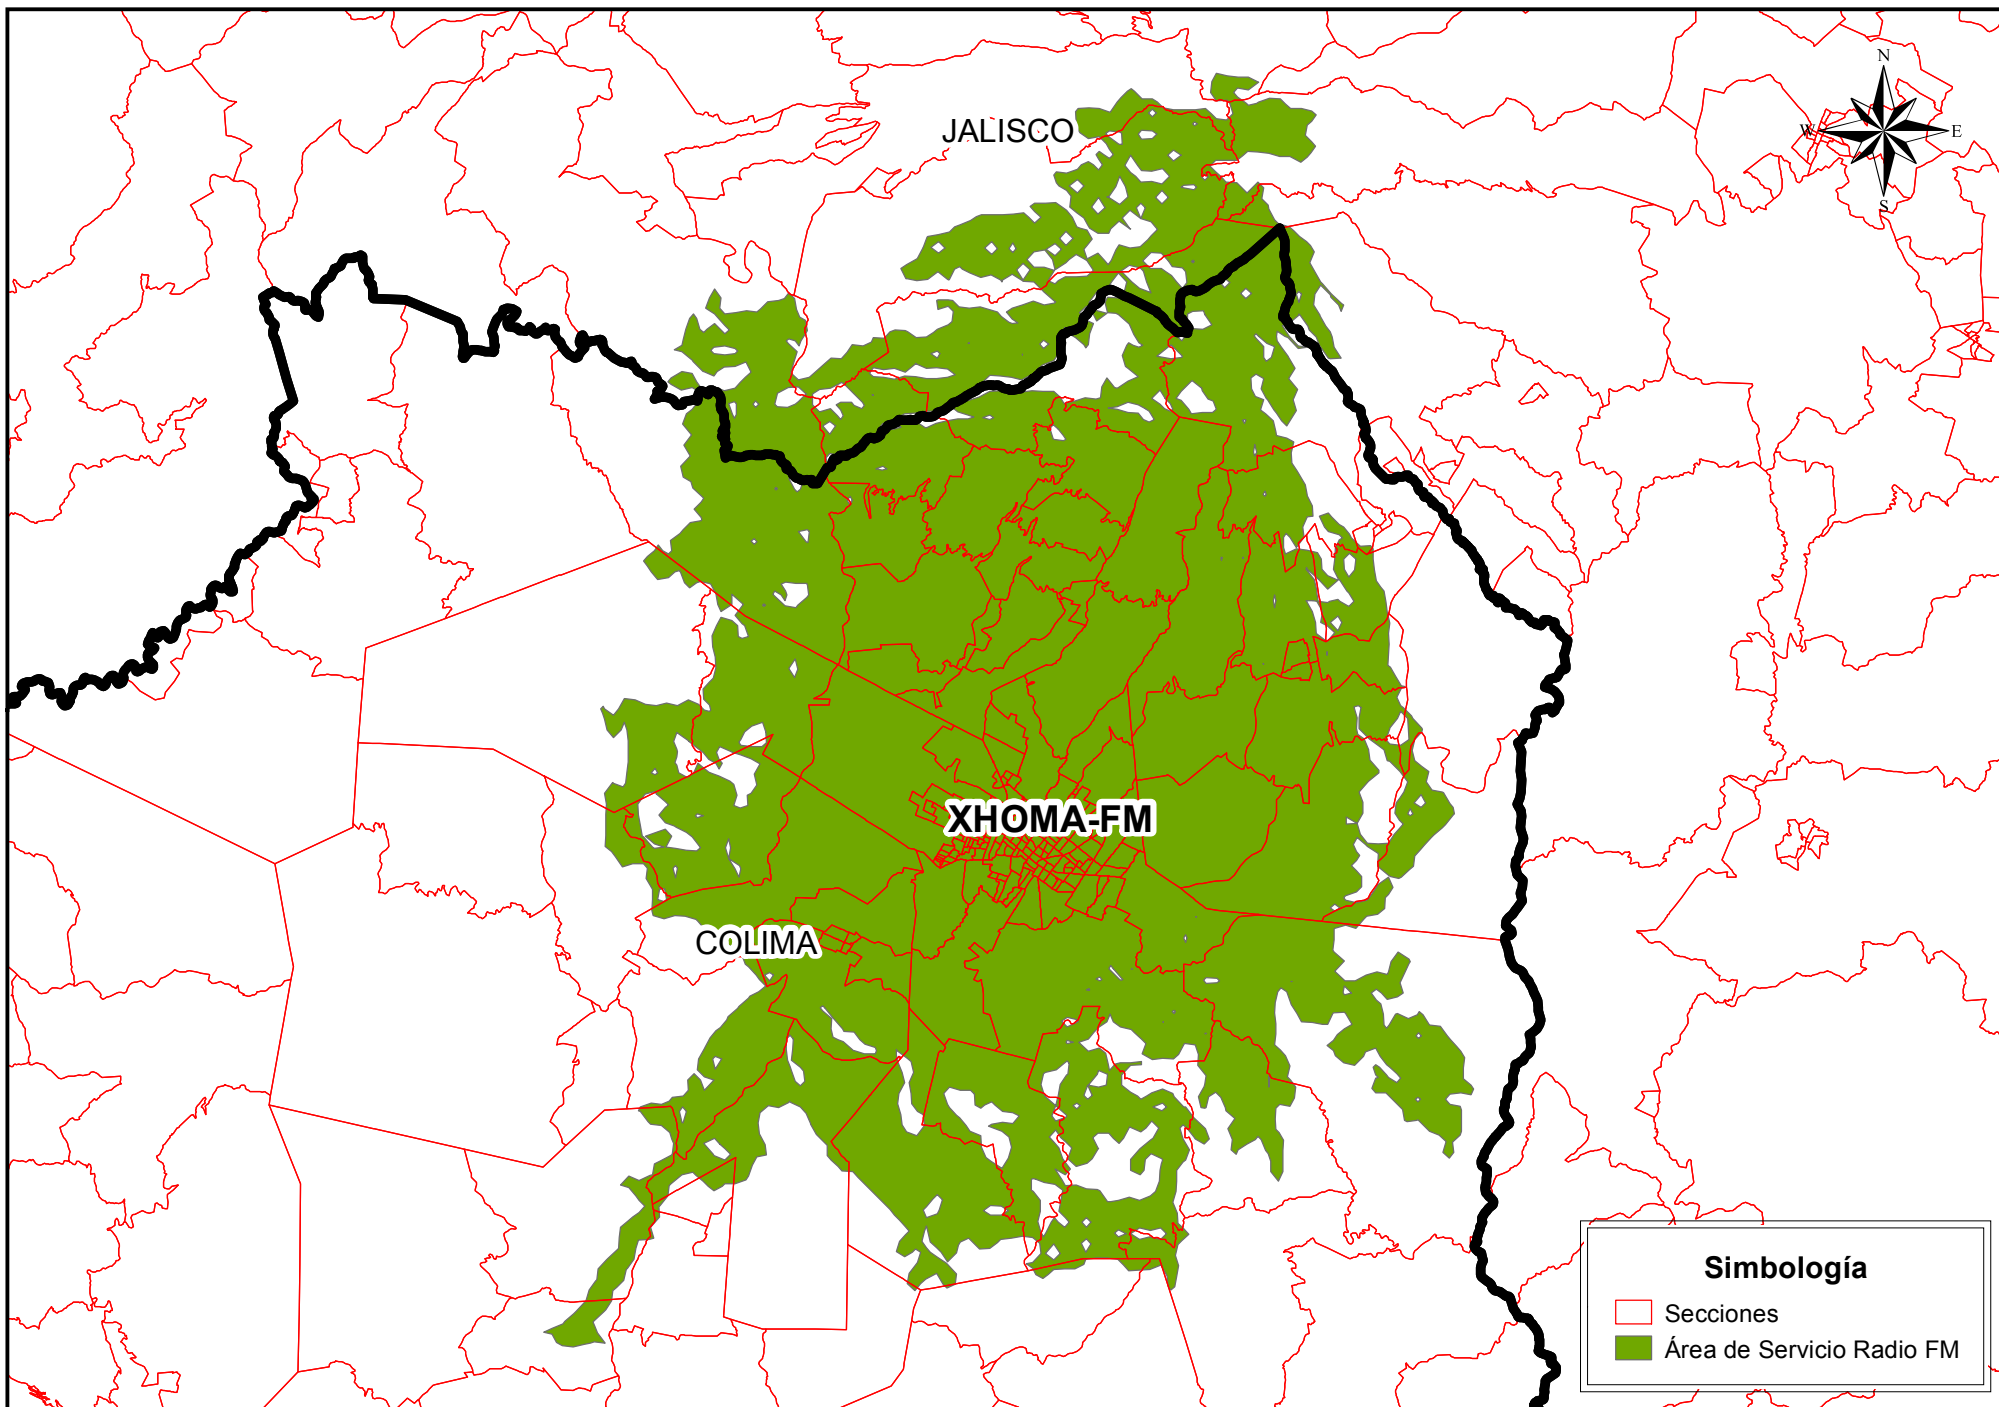 N
JALISCO
W
E
S
XHOMA-FM
COLIMA
Simbología
Secciones
Área de Servicio Radio FM